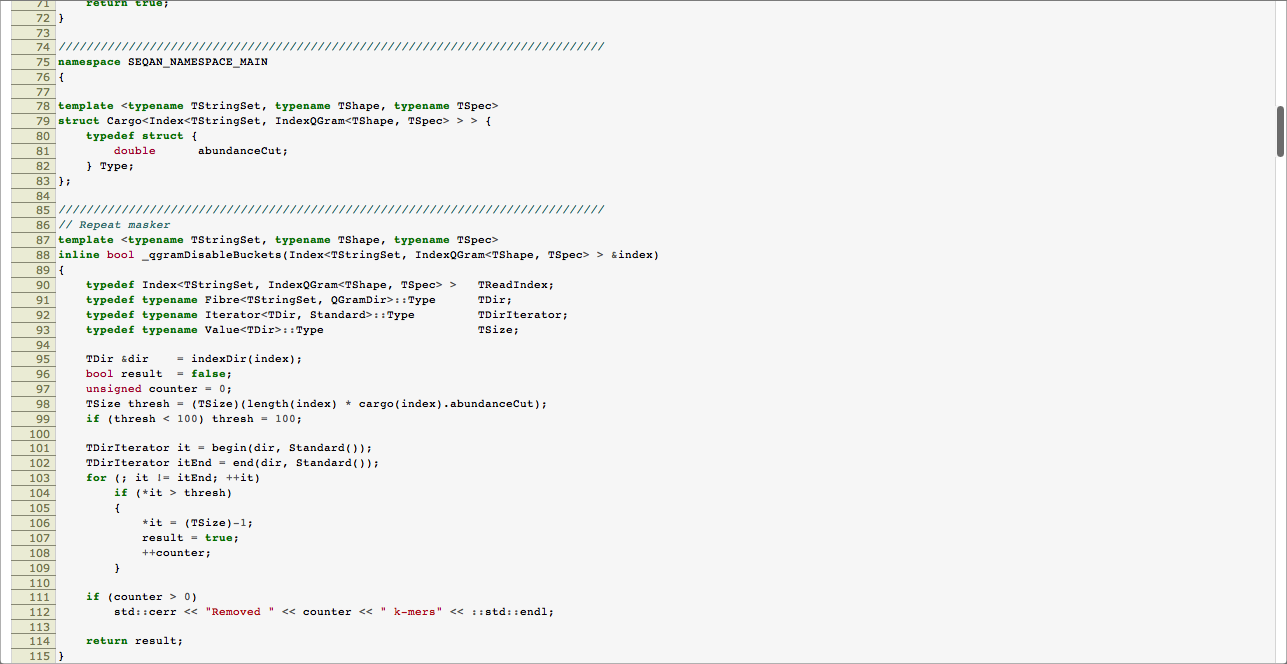 71 return true;
72 }
73
74 //////////////////////////////////////////////////////////////////////////////
75 namespace SEQAN_NAMESPACE_MAIN
76 {
77
78 template <typename TStringSet, typename TShape, typename TSpec>
79 struct Cargo<Index<TStringSet, IndexQGram<TShape, TSpec> > > {
80     typedef struct {
81         double      abundanceCut;
82     } Type;
83 };
84
85 //////////////////////////////////////////////////////////////////////////////
86 // Repeat masker
87 template <typename TStringSet, typename TShape, typename TSpec>
88 inline bool _qgramDisableBuckets(Index<TStringSet, IndexQGram<TShape, TSpec> > &index)
89 {
90     typedef Index<TStringSet, IndexQGram<TShape, TSpec> >   TReadIndex;
91     typedef typename Fibre<TStringSet, QGramDir>::Type      TDir;
92     typedef typename Iterator<TDir, Standard>::Type         TDirIterator;
93     typedef typename Value<TDir>::Type                      TSize;
94
95     TDir &dir    = indexDir(index);
96     bool result  = false;
97     unsigned counter = 0;
98     TSize thresh = (TSize)(length(index) * cargo(index).abundanceCut);
99     if (thresh < 100) thresh = 100;
100
101     TDirIterator it = begin(dir, Standard());
102     TDirIterator itEnd = end(dir, Standard());
103     for (; it != itEnd; ++it)
104         if (*it > thresh)
105         {
106             *it = (TSize)-1;
107             result = true;
108             ++counter;
109         }
110
111     if (counter > 0)
112         std::cerr << "Removed " << counter << " k-mers" << ::std::endl;
113
114     return result;
115 }